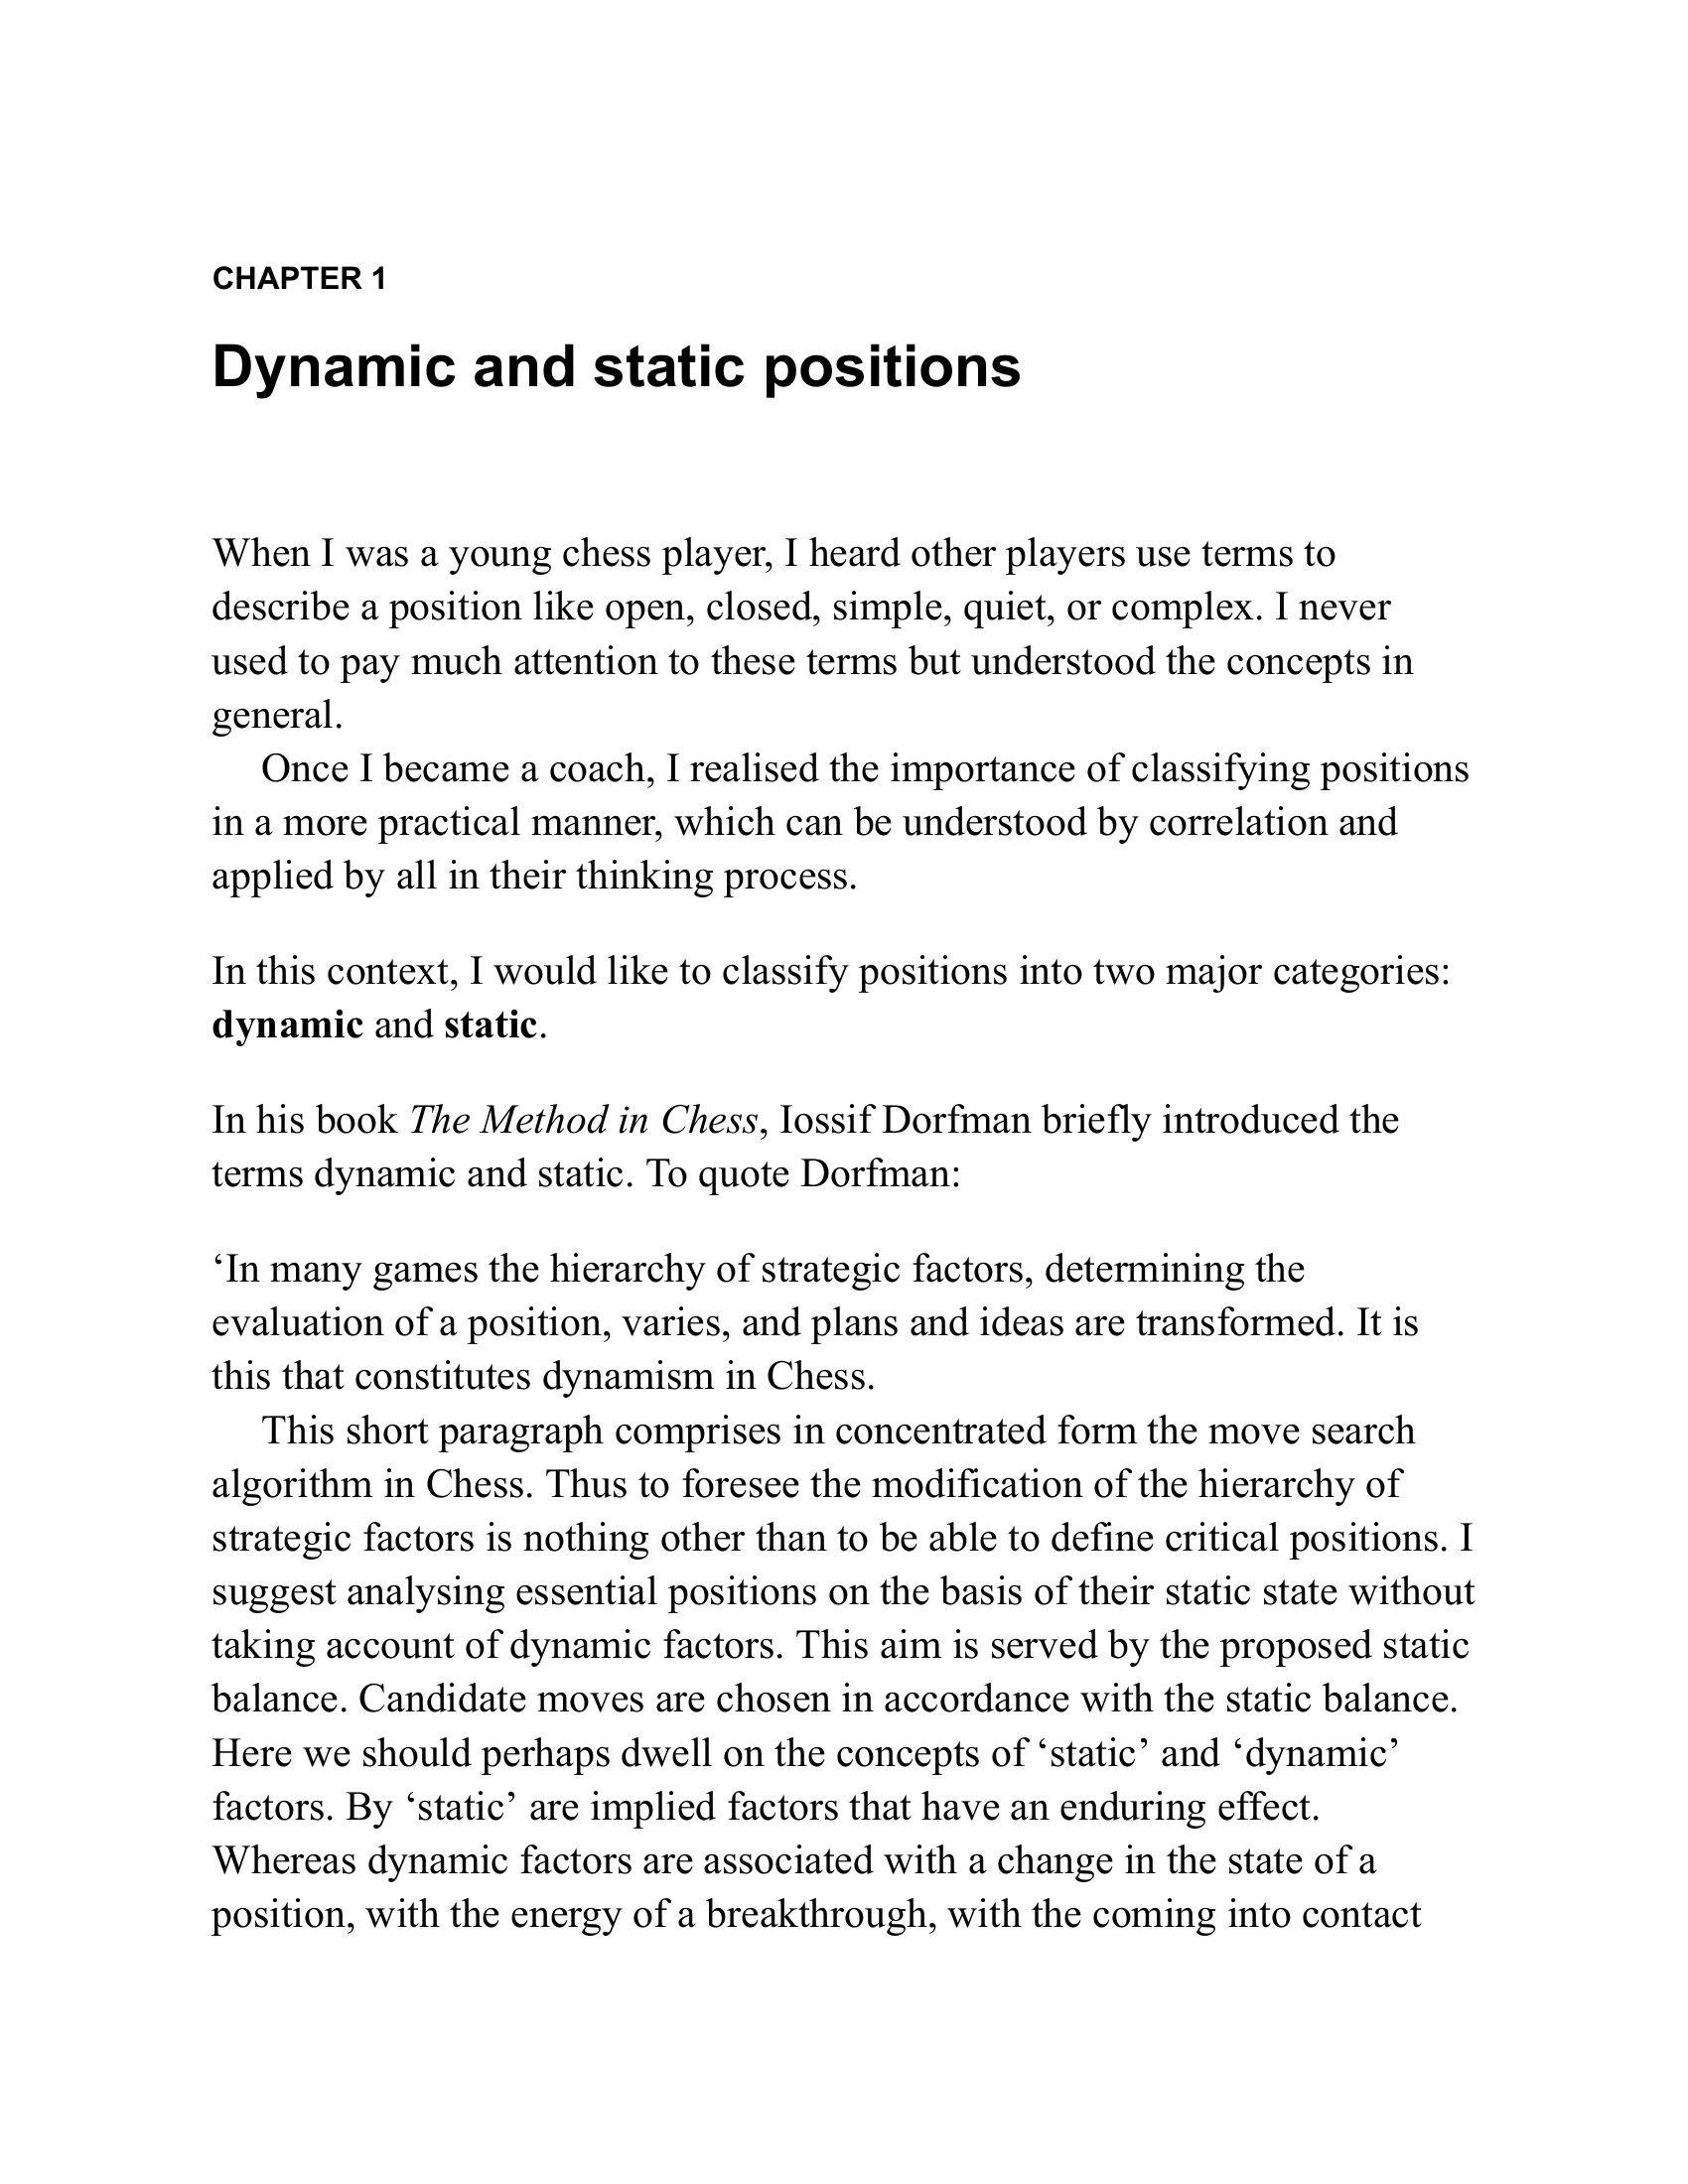 CHAPTER 1
Dynamic and static positions
When I was a young chess player, I heard other players use terms to
describe a position like open, closed, simple, quiet, or complex. I never
used to pay much attention to these terms but understood the concepts in
general.
Once I became a coach, I realised the importance of classifying positions
in a more practical manner, which can be understood by correlation and
applied by all in their thinking process.
In this context, I would like to classify positions into two major categories:
dynamic and static.
In his book The Method in Chess, Iossif Dorfman briefly introduced the
terms dynamic and static. To quote Dorfman:
‘In many games the hierarchy of strategic factors, determining the
evaluation of a position, varies, and plans and ideas are transformed. It is
this that constitutes dynamism in Chess.
This short paragraph comprises in concentrated form the move search
algorithm in Chess. Thus to foresee the modification of the hierarchy of
strategic factors is nothing other than to be able to define critical positions. I
suggest analysing essential positions on the basis of their static state without
taking account of dynamic factors. This aim is served by the proposed static
balance. Candidate moves are chosen in accordance with the static balance.
Here we should perhaps dwell on the concepts of ‘static’ and ‘dynamic’
factors. By ‘static’ are implied factors that have an enduring effect.
Whereas dynamic factors are associated with a change in the state of a
position, with the energy of a breakthrough, with the coming into contact